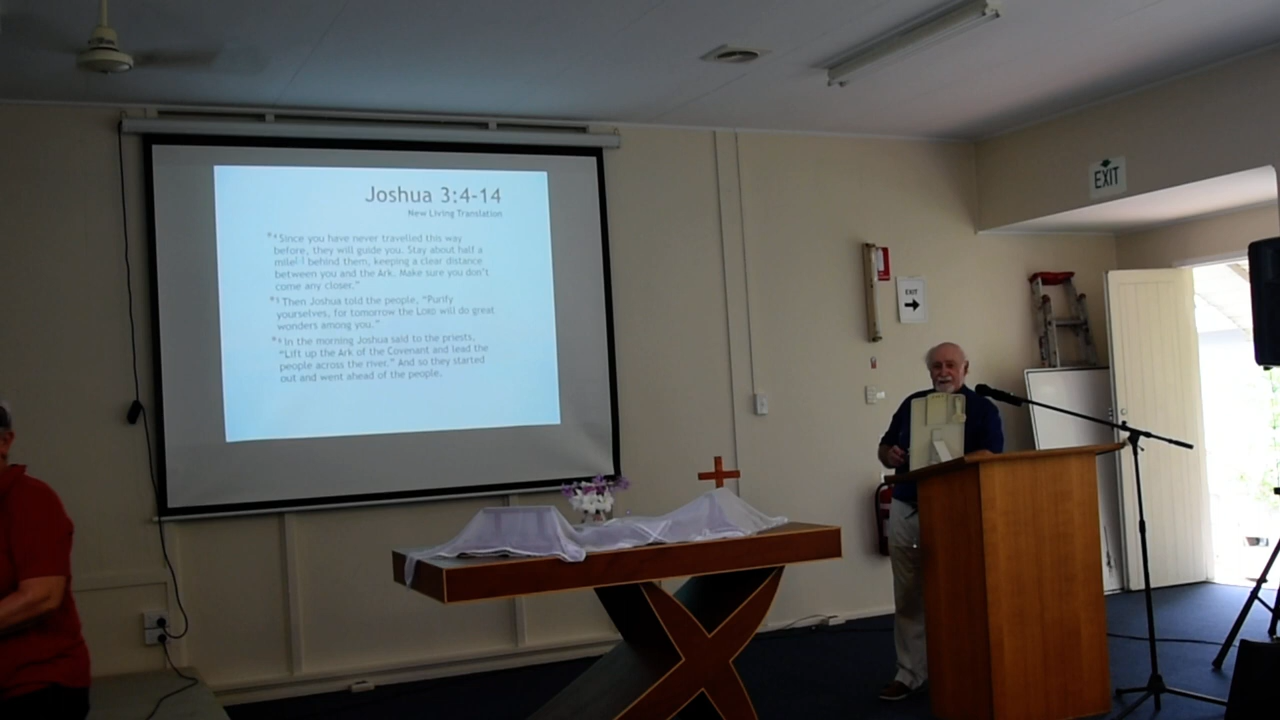 Joshua 3:4-14
New Living Translation
4 Since you have never travelled this way
before, they will guide you. Stay about half a
mile[-] behind them, keeping a clear distance
between you and the Ark. Make sure you don't
come any closer."
5 Then Joshua told the people, "Purify
yourselves, for tomorrow the LORD will do great
wonders among you."
6 In the morning Joshua said to the priests,
"Lift up the Ark of the Covenant and lead the
people across the river." And so they started
out and went ahead of the people.
EXIT
EXIT